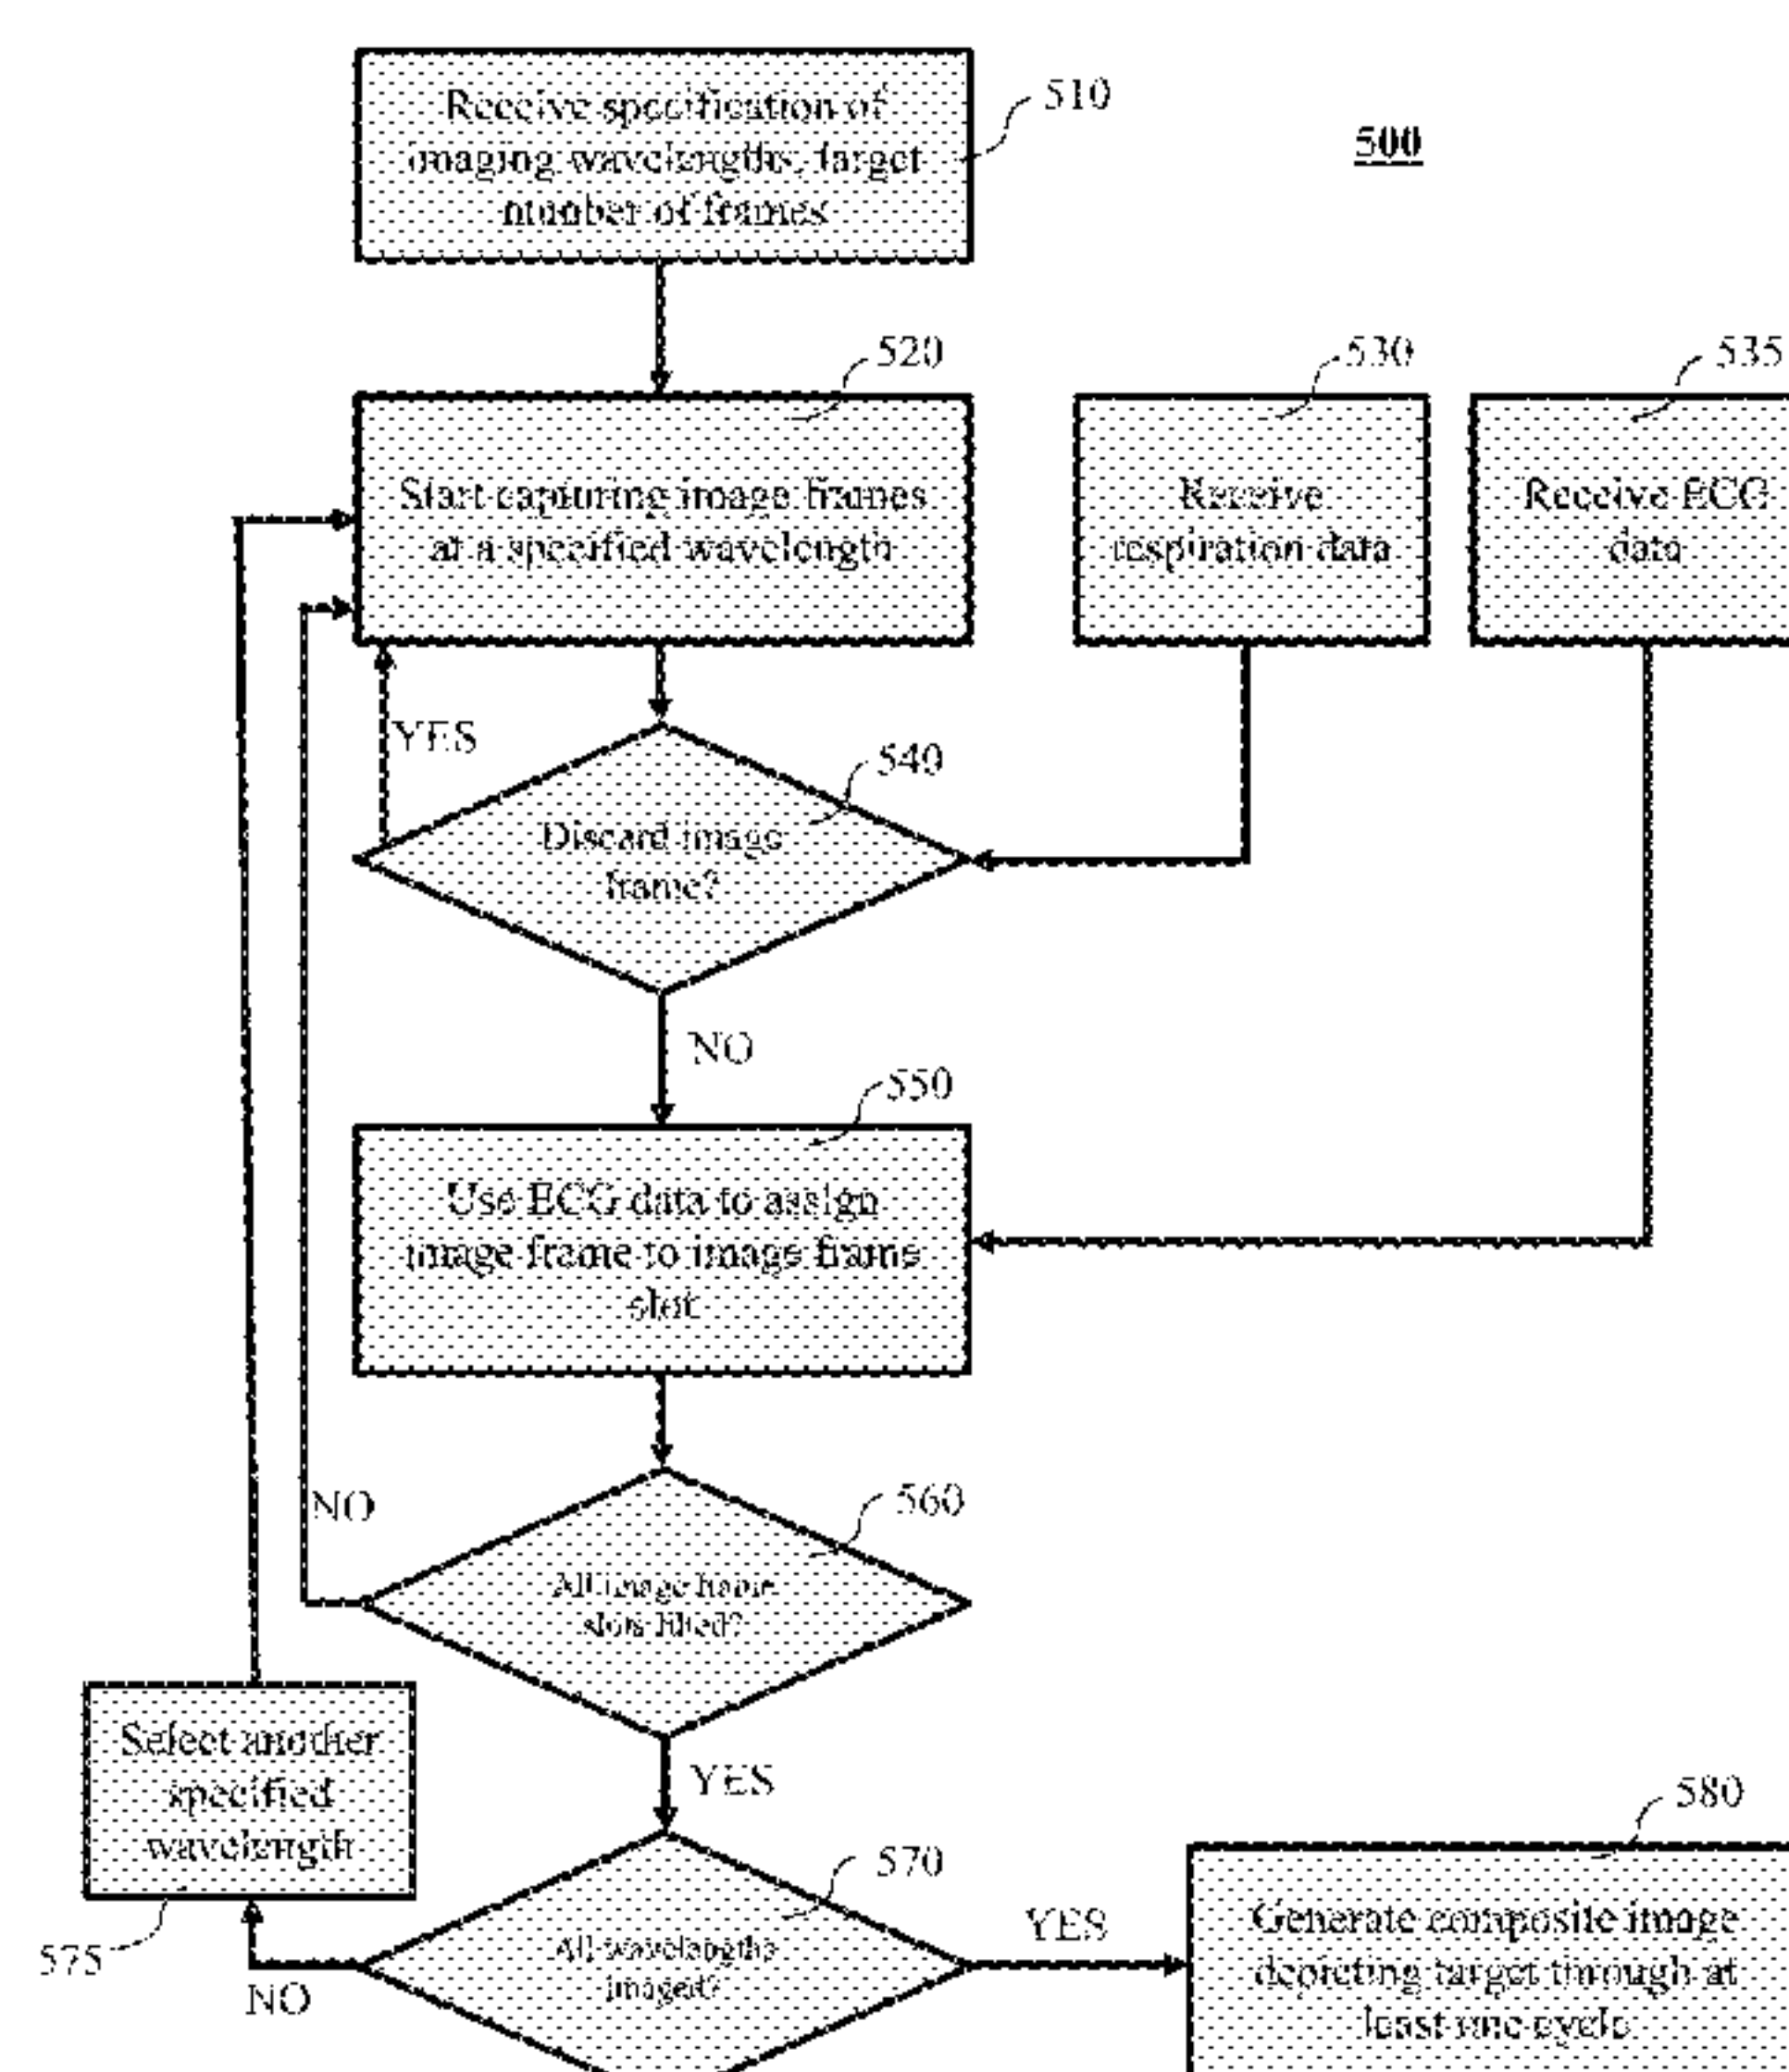 Receive specification of
imaging wavelengths, target
number of frames
510
500
520
530
535
Start capturing image frames
at a specified wavelength
Receive
respiration data
Receive ECG
data
YES
540
Discard image
frame?
NO
550
Use ECG data to assign
image frame to image frame
slot
NO
560
All image frame
slots filled?
Select another
specified
wavelength
YES
580
570
575
NO
All wavelengths
imaged?
YES
Generate composite image
depicting target through at
least one cycle